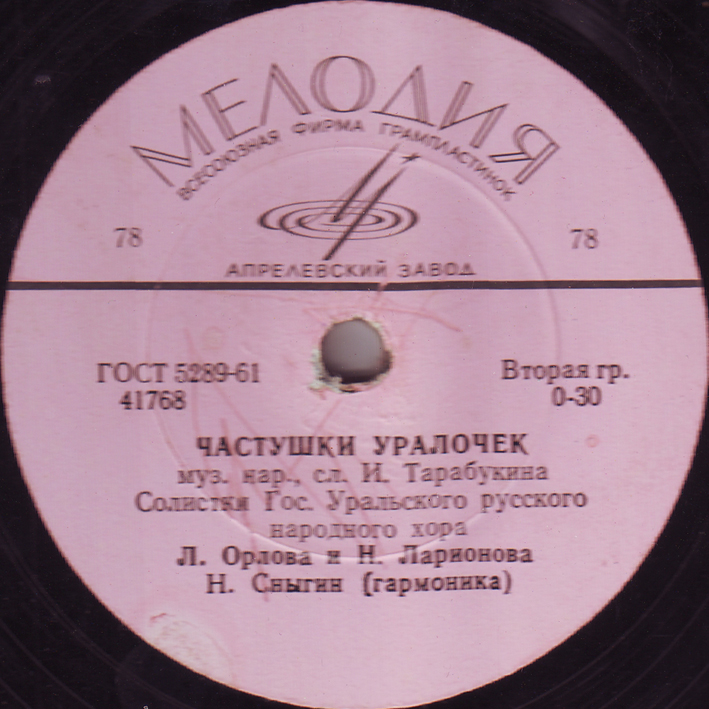 МЕЛОДИЯ
ВСЕСОЮЗНАЯ ФИРМА ГРАМПЛАСТИНОК
78 78
АПРЕЛЕВСКИЙ ЗАВОД
ГОСТ 5289-61 Вторая гр.
41768 0-30
ЧАСТУШКИ УРАЛОЧЕК
муз. нар., сл. И. Тарабукина
Солистки Гос. Уральского русского
народного хора
Л. Орлова и Н. Ларионова
Н. Сныгин (гармоника)